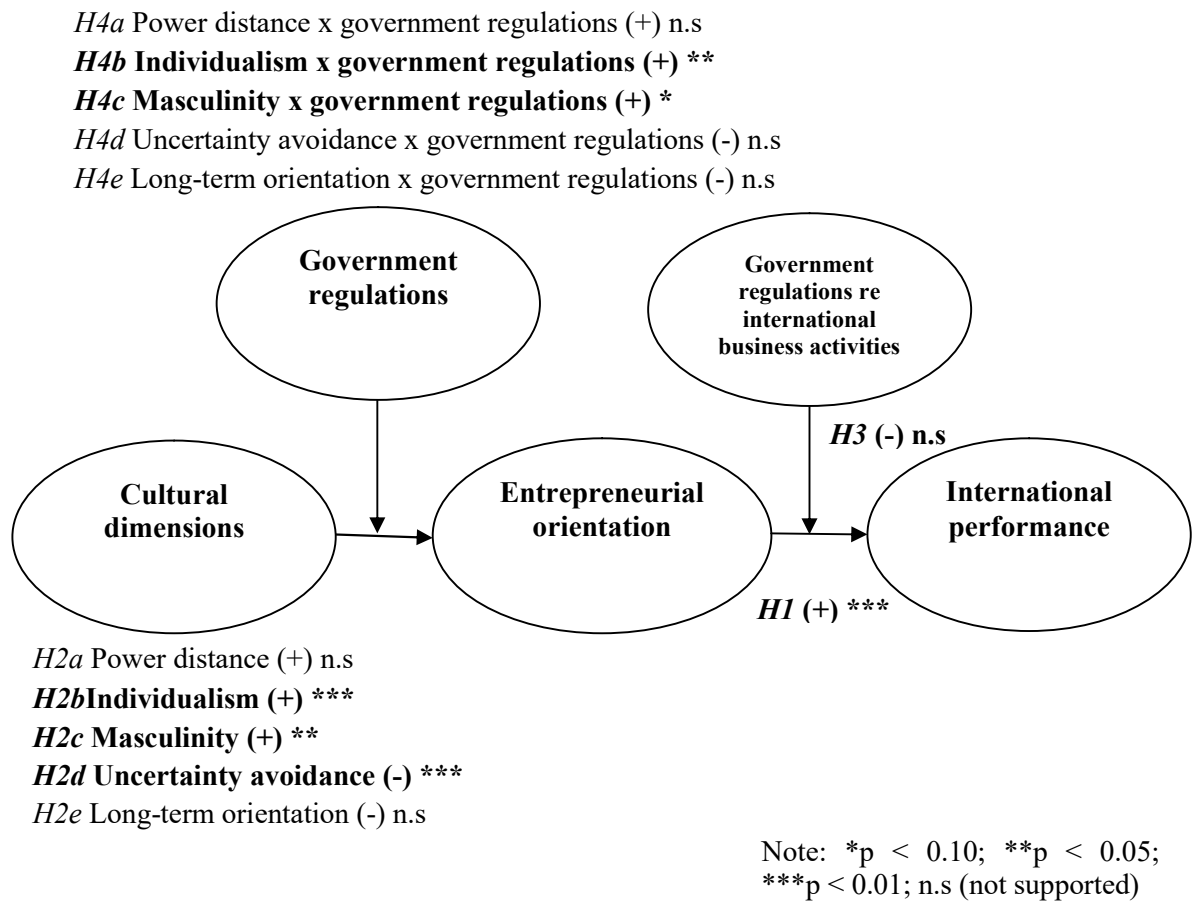 H4a Power distance x government regulations (+) n.s
H4b Individualism x government regulations (+) **
H4c Masculinity x government regulations (+) *
H4d Uncertainty avoidance x government regulations (-) n.s
H4e Long-term orientation x government regulations (-) n.s
Government
regulations
Government
regulations re
international
business activities
H3 (-) n.s
Cultural
dimensions
Entrepreneurial
orientation
International
performance
H1 (+) ***
H2a Power distance (+) n.s
H2bIndividualism (+) ***
H2c Masculinity (+) **
H2d Uncertainty avoidance (-) ***
H2e Long-term orientation (-) n.s
Note: *p < 0.10; **p < 0.05;
***p < 0.01; n.s (not supported)